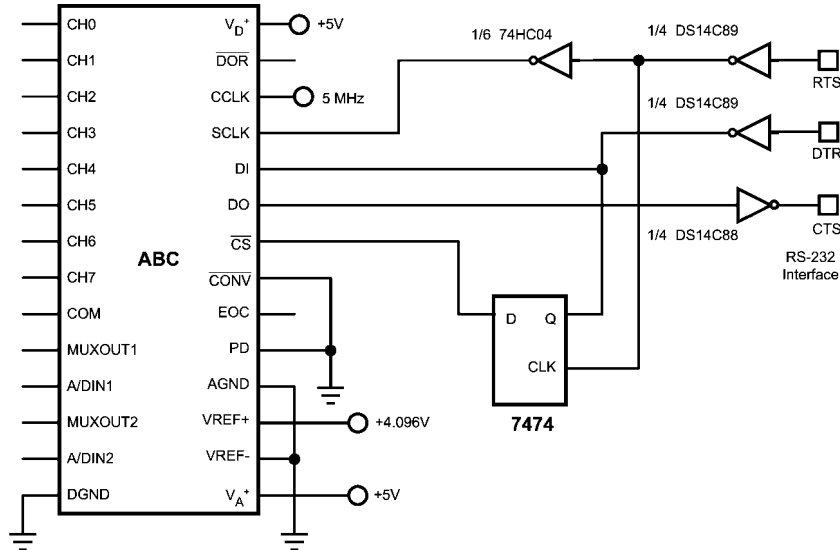 CH0
CH1
CH2
CH3
CH4
CH5
CH6
CH7
COM
MUXOUT1
A/DIN1
MUXOUT2
A/DIN2
DGND
ABC
VD+
DOR
CCLK
SCLK
DI
DO
CS
CONV
EOC
PD
AGND
VREF+
VREF-
VA+
+5V
5 MHz
+4.096V
+5V
1/6 74HC04
1/4 DS14C89
RTS
1/4 DS14C89
DTR
1/4 DS14C88
CTS
RS-232
Interface
D Q
CLK
7474